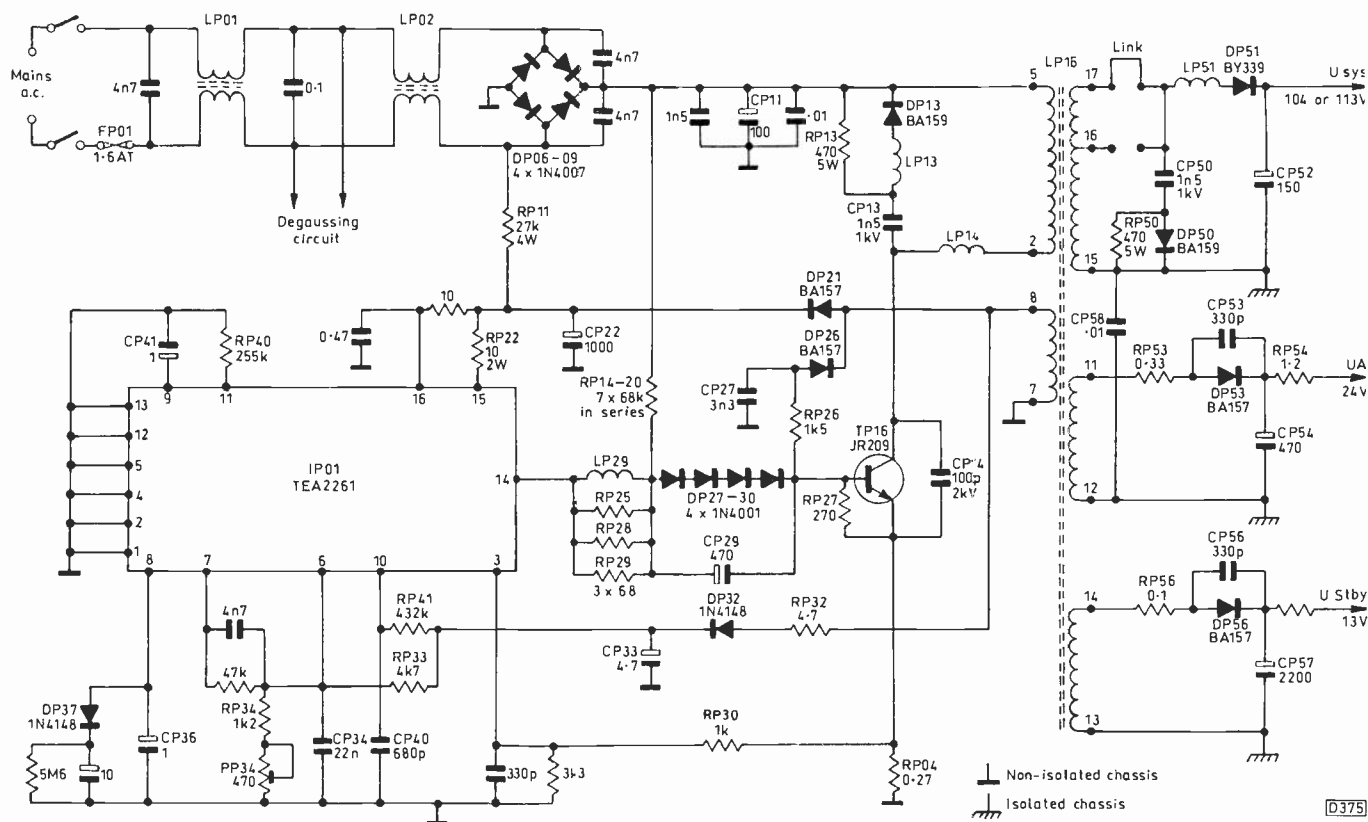 LP01
LP02
Mains
a.c.
4n7
0·1
4n7
4n7
FP01
1·6AT
Degaussing
circuit
DP06-09
4 x 1N4007
RP11
27k
4W
1n5
CP11
100
·01
RP13
470
5W
DP13
BA159
LP13
CP13
1n5
1kV
LP14
5
2
LP15
17
16
15
Link
LP51
DP51
BY339
U sys
104 or 113V
CP50
1n5
1kV
CP52
150
RP50
470
5W
DP50
BA159
CP41
1
RP40
255k
0·47
10
RP22
10
2W
CP22
1000
DP21
BA157
DP26
BA157
8
7
CP58
·01
CP53
330p
RP53
0·33
DP53
BA157
RP54
1·2
UA
24V
11
12
CP54
470
RP14-20
7 x 68k
in series
CP27
3n3
RP26
1k5
9
11
16
15
13
12
5
4
2
1
IP01
TEA2261
14
LP29
RP25
RP28
RP29
3 x 68
DP27-30
4 x 1N4001
CP29
470
TP16
JR209
RP27
270
100p
2kV
8
7
6
10
3
4n7
47k
RP41
432k
RP33
4k7
DP32
1N4148
RP32
4·7
CP33
4·7
14
13
RP56
0·1
CP56
330p
DP56
BA157
U Stby
13V
CP57
2200
DP37
1N4148
5M6
10
CP36
1
RP34
1k2
PP34
470
CP34
22n
CP40
680p
330p
3k3
RP30
1k
RP04
0·27
Non-isolated chassis
Isolated chassis
D375